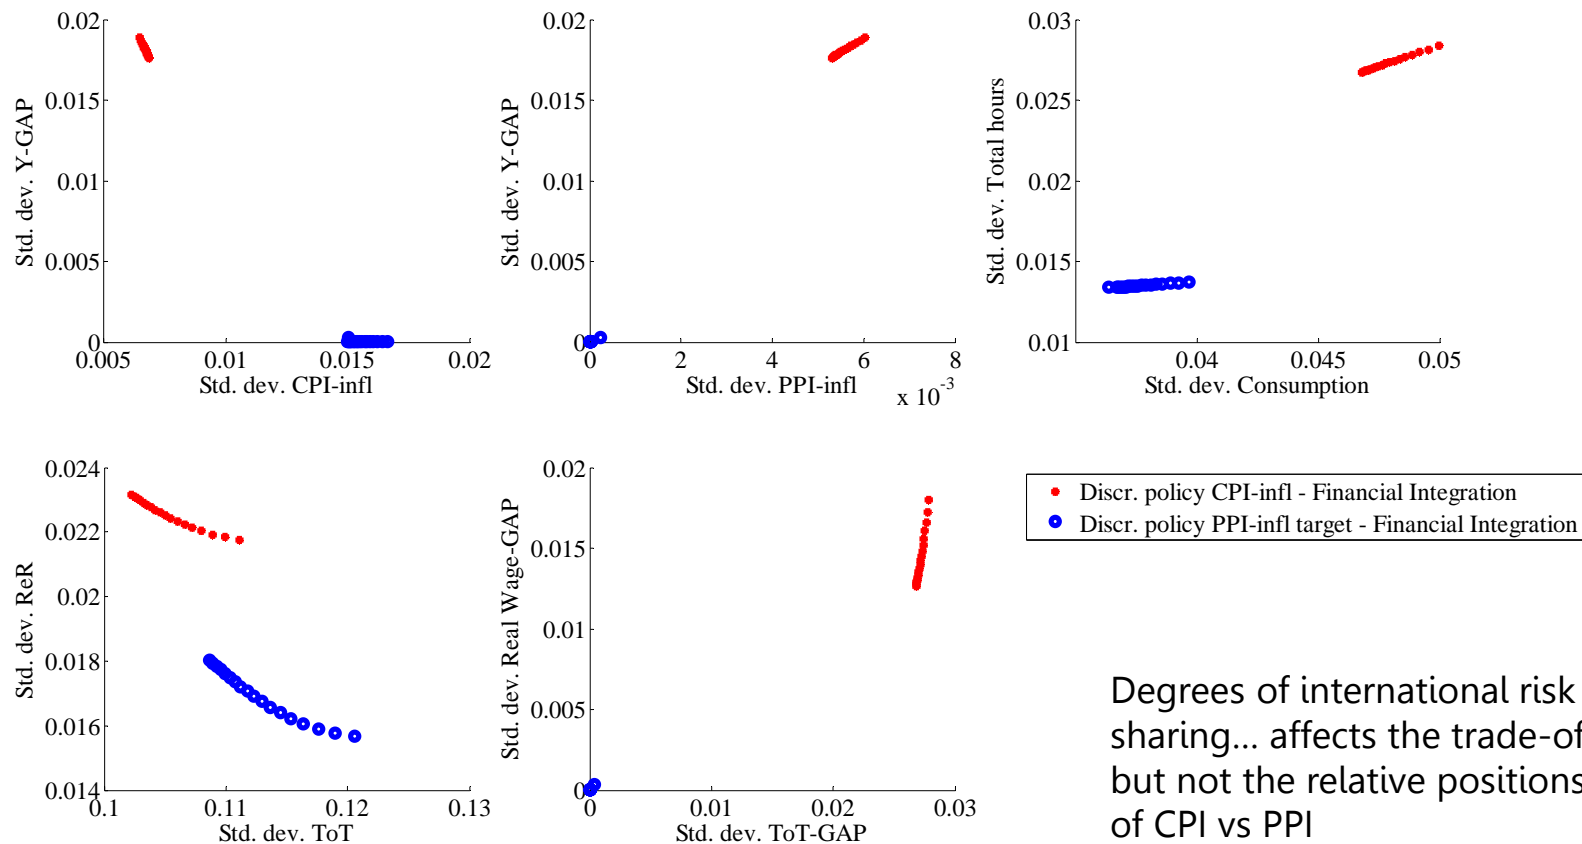 0.02
0.015
0.01
0.005
0
0.005
0.01
0.015
0.02
Std. dev. Y-GAP
Std. dev. CPI-infl
0.02
0.015
0.01
0.005
0
0
2
4
6
8
x 10⁻³
Std. dev. Y-GAP
Std. dev. PPI-infl
0.03
0.025
0.02
0.015
0.01
0.04
0.045
0.05
Std. dev. Total hours
Std. dev. Consumption
0.024
0.022
0.02
0.018
0.016
0.014
0.1
0.11
0.12
0.13
Std. dev. ReR
Std. dev. ToT
0.02
0.015
0.01
0.005
0
0
0.01
0.02
0.03
Std. dev. Real Wage-GAP
Std. dev. ToT-GAP
Discr. policy CPI-infl - Financial Integration
Discr. policy PPI-infl target - Financial Integration
Degrees of international risk
sharing... affects the trade-of
but not the relative positions
of CPI vs PPI